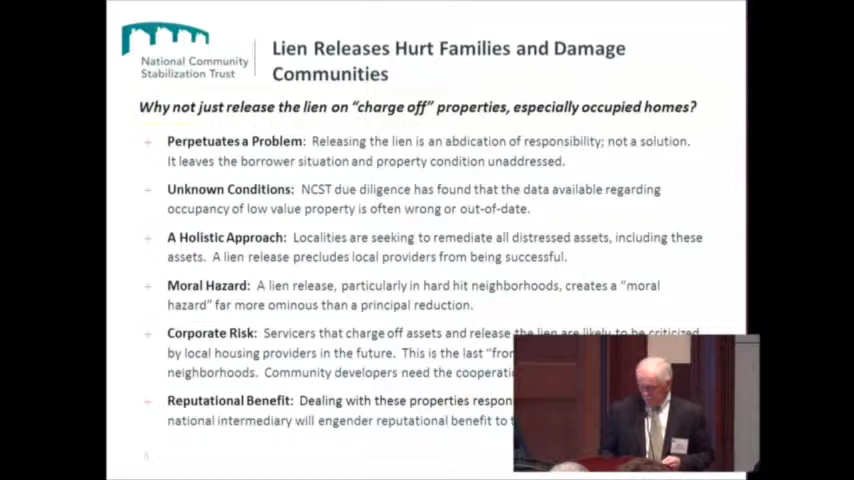 National Community
Stabilization Trust
Lien Releases Hurt Families and Damage
Communities
Why not just release the lien on “charge off” properties, especially occupied homes?
Perpetuates a Problem: Releasing the lien is an abdication of responsibility; not a solution.
It leaves the borrower situation and property condition unaddressed.
Unknown Conditions: NCST due diligence has found that the data available regarding
occupancy of low value property is often wrong or out-of-date.
A Holistic Approach: Localities are seeking to remediate all distressed assets, including these
assets. A lien release precludes local providers from being successful.
Moral Hazard: A lien release, particularly in hard hit neighborhoods, creates a “moral
hazard” far more ominous than a principal reduction.
Corporate Risk: Servicers that charge off assets and release the lien are likely to be criticized
by local housing providers in the future. This is the last “fron
neighborhoods. Community developers need the cooperati
Reputational Benefit: Dealing with these properties respon
national intermediary will engender reputational benefit to t